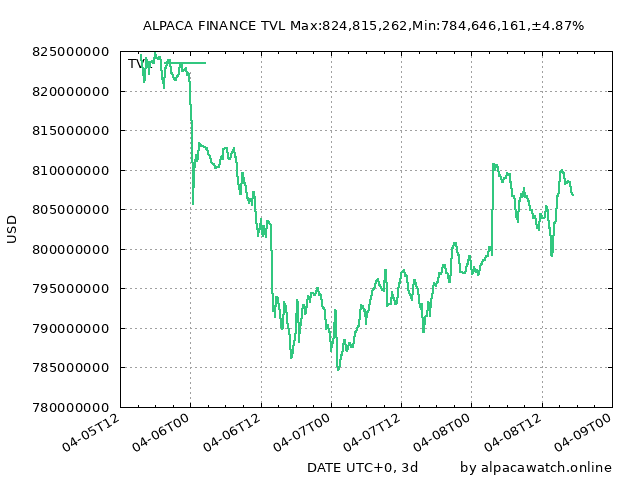 ALPACA FINANCE TVL Max:824,815,262,Min:784,646,161,±4.87%
825000000
TVL
820000000
815000000
810000000
805000000
800000000
795000000
790000000
785000000
780000000
USD
04-05T12
04-06T00
04-06T12
04-07T00
04-07T12
04-08T00
04-08T12
04-09T00
DATE UTC+0, 3d
by alpacawatch.online